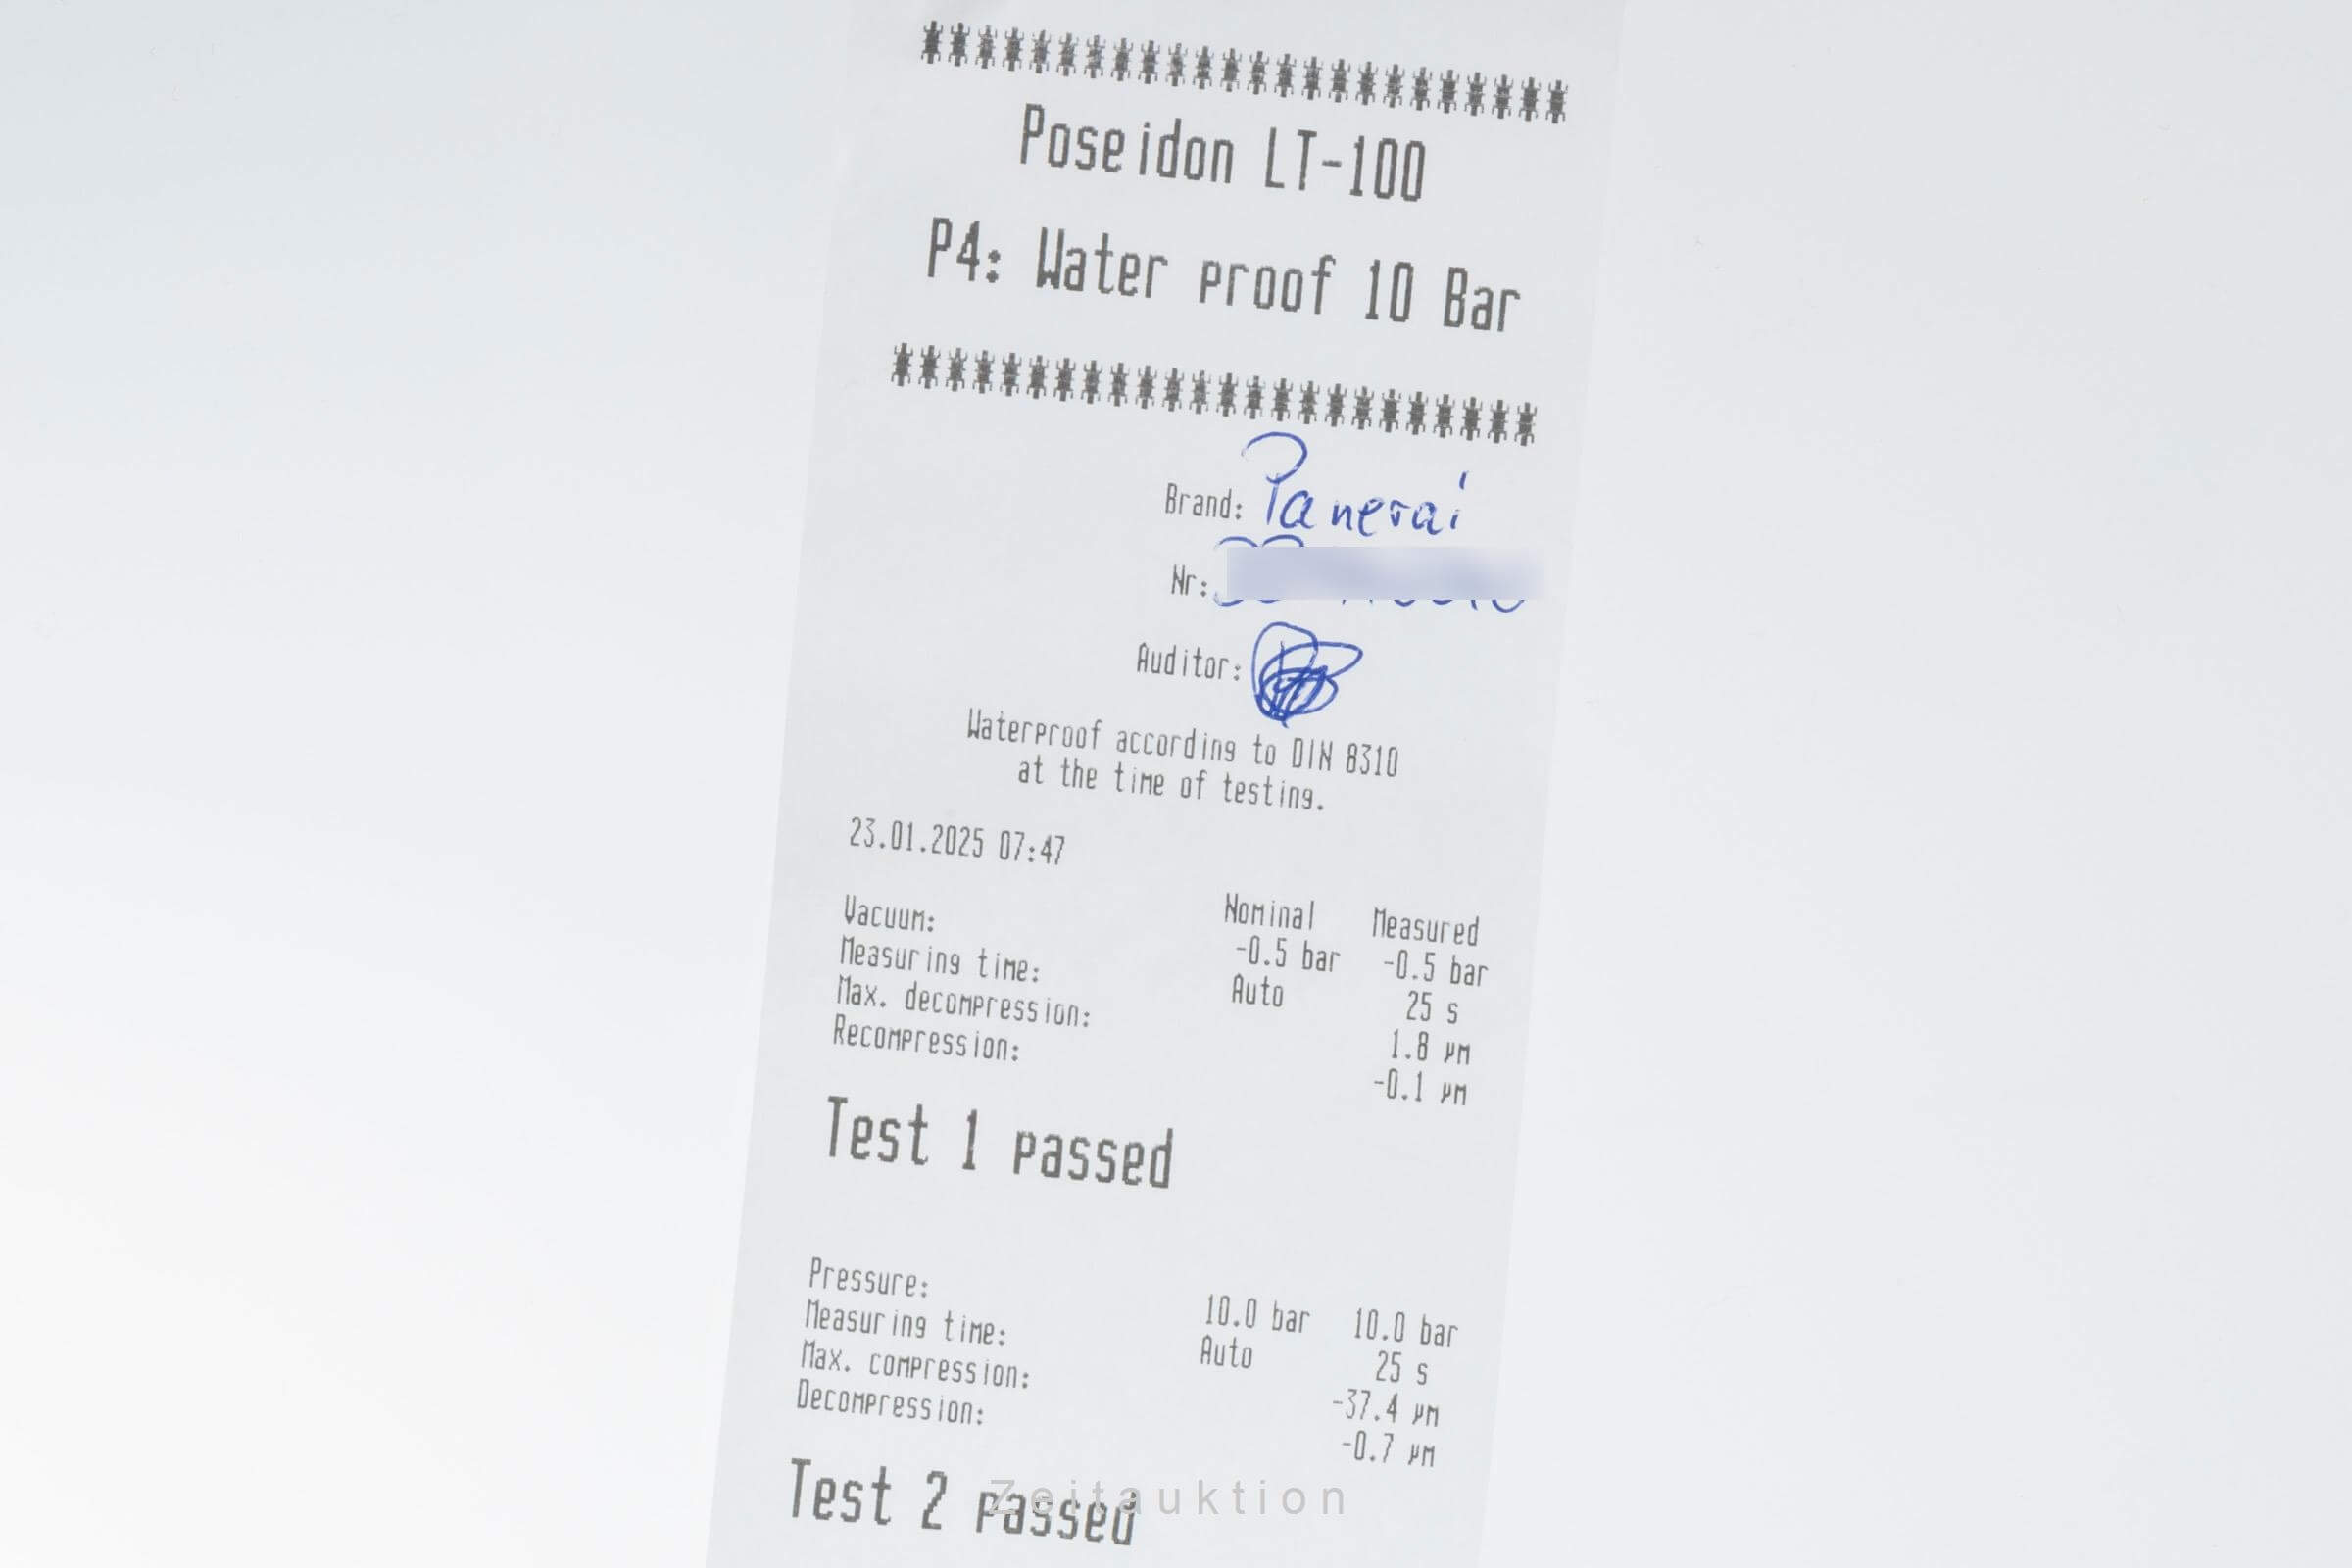 ************************
Poseidon LT-100
P4: Water proof 10 Bar
************************
Brand: Panerai
Nr:
Auditor:
Waterproof according to DIN 8310
at the time of testing.
23.01.2025 07:47
Nominal Measured
Vacuum: -0.5 bar -0.5 bar
Measuring time: Auto 25 s
Max. decompression: 1.8 µm
Recompression: -0.1 µm
Test 1 passed
Pressure: 10.0 bar 10.0 bar
Measuring time: Auto 25 s
Max. compression: -37.4 µm
Decompression: -0.7 µm
Test 2 passed
Zeitauktion